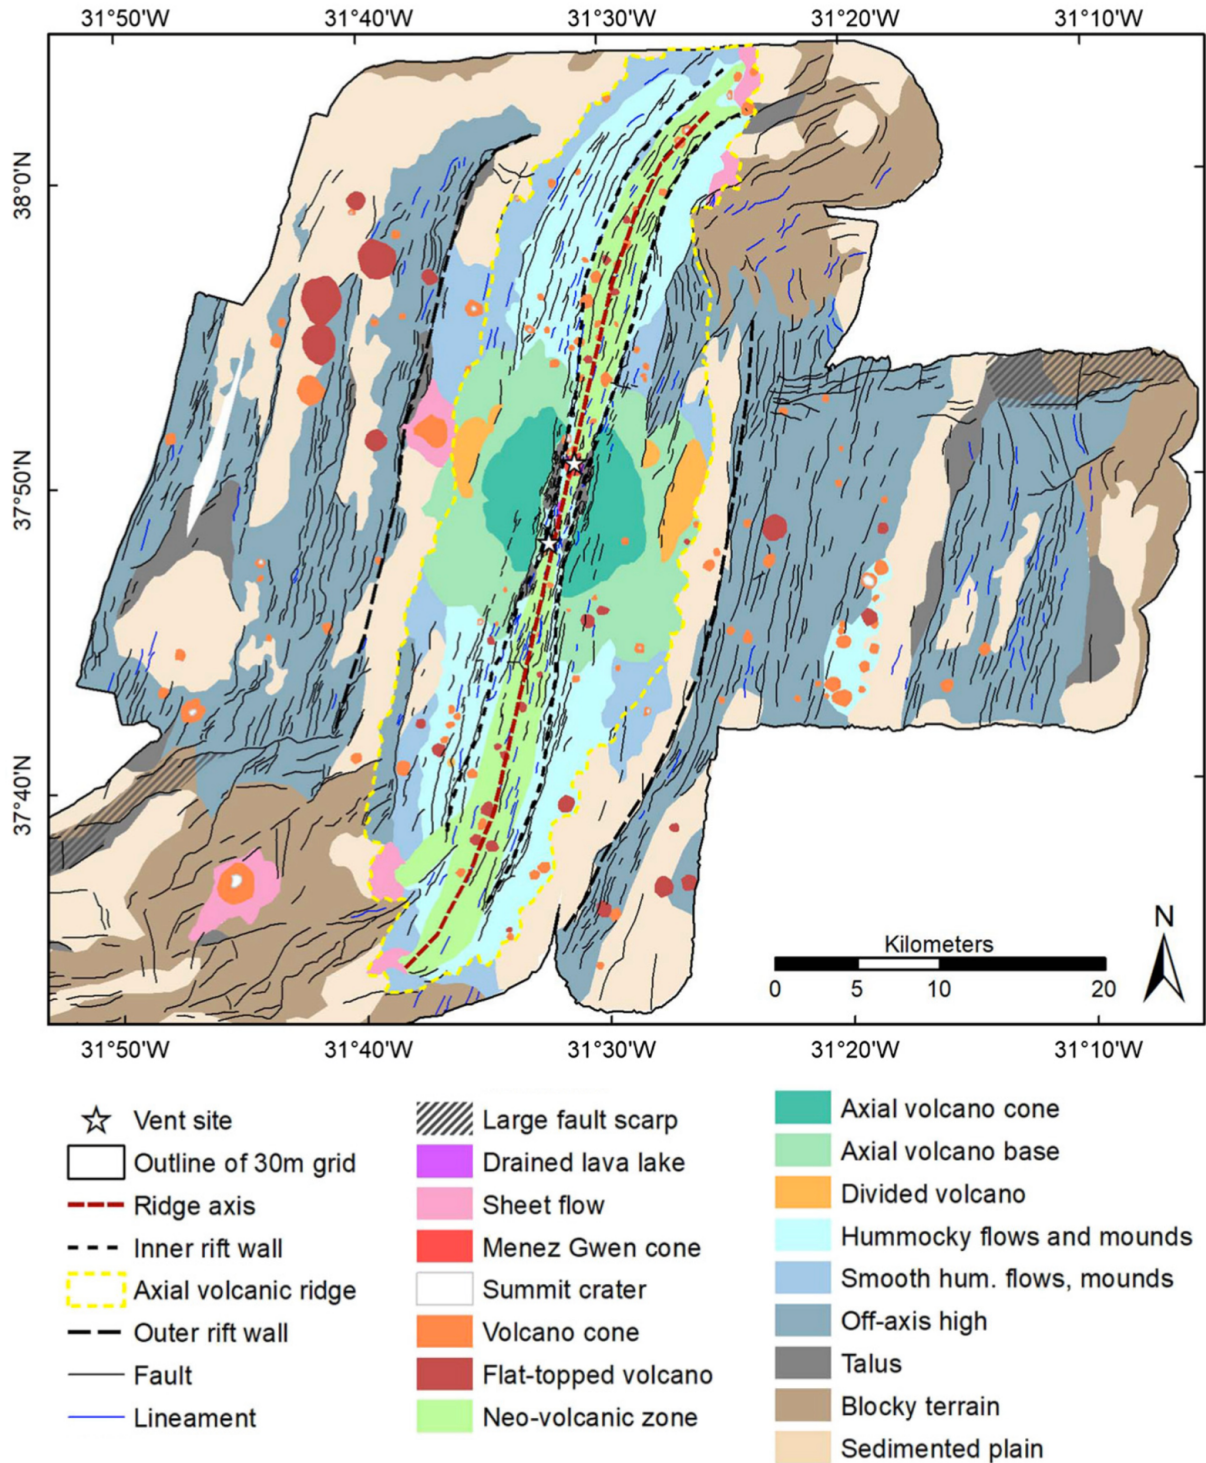 31°50'W 31°40'W 31°30'W 31°20'W 31°10'W
38°0'N
37°50'N
37°40'N
N
Kilometers
0 5 10 20
31°50'W 31°40'W 31°30'W 31°20'W 31°10'W
Vent site
Outline of 30m grid
Ridge axis
Inner rift wall
Axial volcanic ridge
Outer rift wall
Fault
Lineament
Large fault scarp
Drained lava lake
Sheet flow
Menez Gwen cone
Summit crater
Volcano cone
Flat-topped volcano
Neo-volcanic zone
Axial volcano cone
Axial volcano base
Divided volcano
Hummocky flows and mounds
Smooth hum. flows, mounds
Off-axis high
Talus
Blocky terrain
Sedimented plain